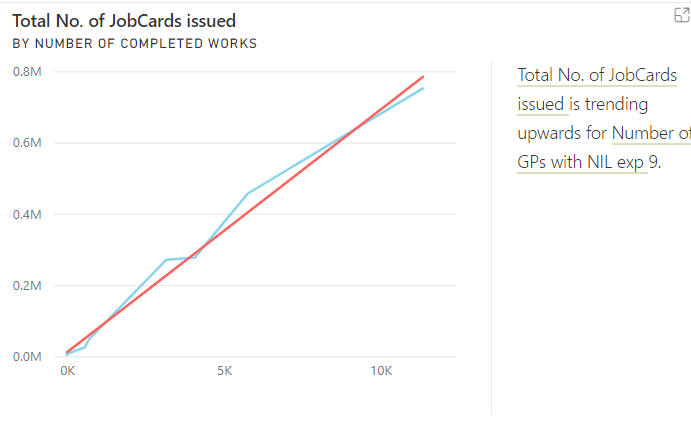 Total No. of JobCards issued
BY NUMBER OF COMPLETED WORKS
0.8M
0.6M
0.4M
0.2M
0.0M
0K
5K
10K
Total No. of JobCards
issued is trending
upwards for Number of
GPs with NIL exp 9.